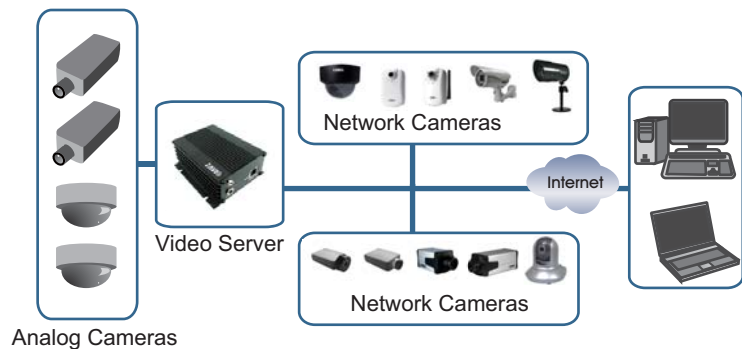 Network Cameras
Internet
Video Server
Network Cameras
Analog Cameras